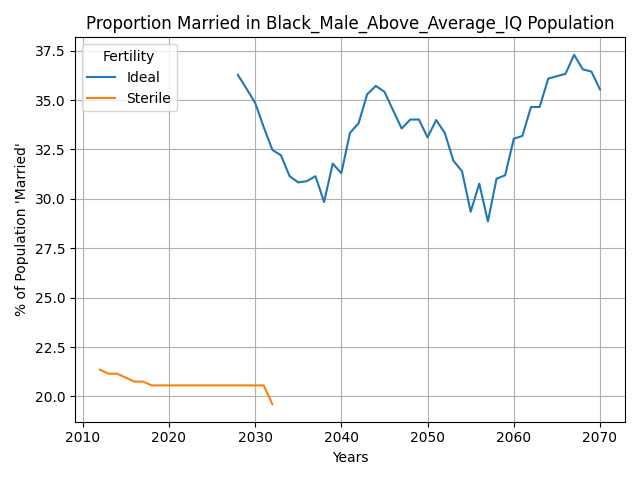 Proportion Married in Black_Male_Above_Average_IQ Population
Fertility
Ideal
Sterile
% of Population 'Married'
37.5
35.0
32.5
30.0
27.5
25.0
22.5
20.0
2010 2020 2030 2040 2050 2060 2070
Years